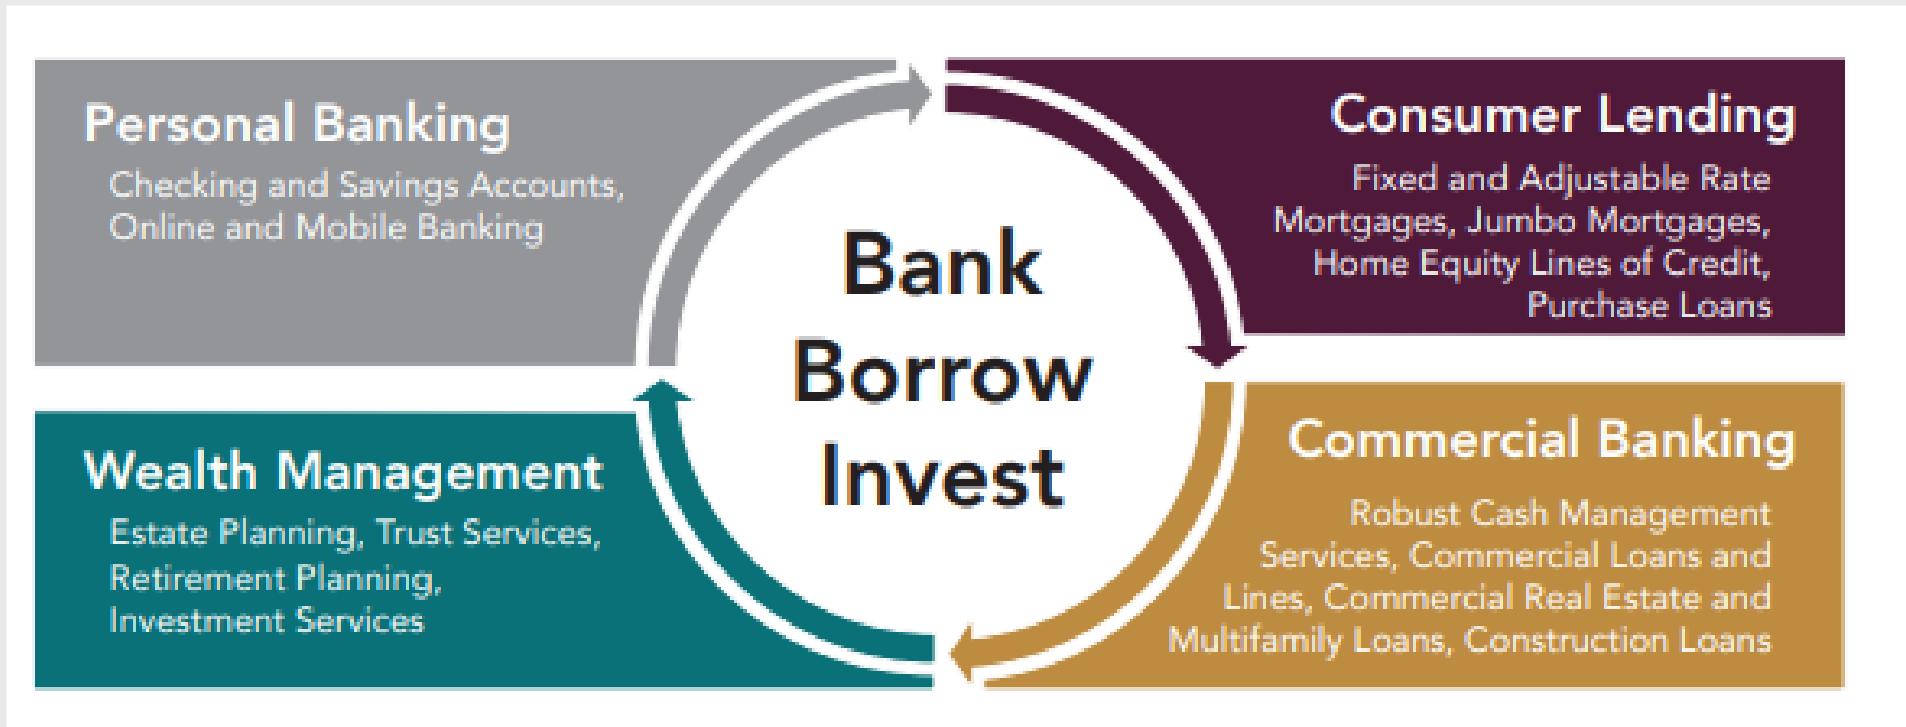 Personal Banking
Checking and Savings Accounts,
Online and Mobile Banking
Consumer Lending
Fixed and Adjustable Rate
Mortgages, Jumbo Mortgages,
Home Equity Lines of Credit,
Purchase Loans
Bank
Borrow
Invest
Wealth Management
Estate Planning, Trust Services,
Retirement Planning,
Investment Services
Commercial Banking
Robust Cash Management
Services, Commercial Loans and
Lines, Commercial Real Estate and
Multifamily Loans, Construction Loans